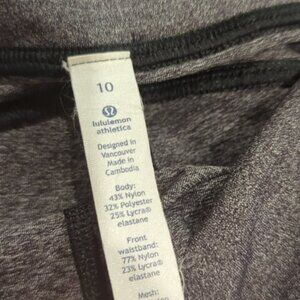 10
lululemon
athletica
Designed in
Vancouver
Made in
Cambodia
Body:
43% Nylon
32% Polyester
25% Lycra®
elastane
Front
waistband:
77% Nylon
23% Lycra®
elastane
Mesh: